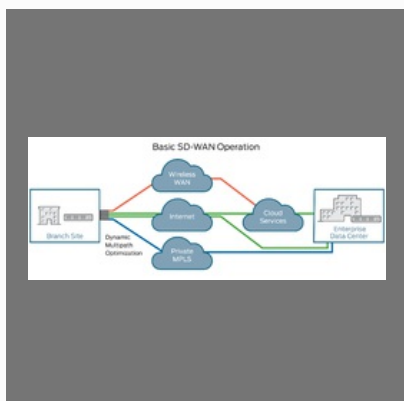 Basic SD-WAN Operation
Wireless
WAN
Internet
Cloud
Services
Branch Site
Enterprise
Data Center
Dynamic
Multipath
Optimization
Private
MPLS